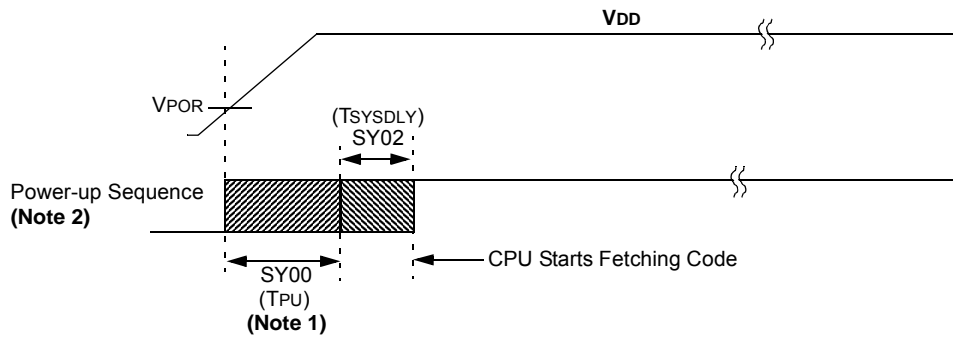 VDD
VPOR
(TSYSDLY)
SY02
Power-up Sequence
(Note 2)
CPU Starts Fetching Code
SY00
(TPU)
(Note 1)